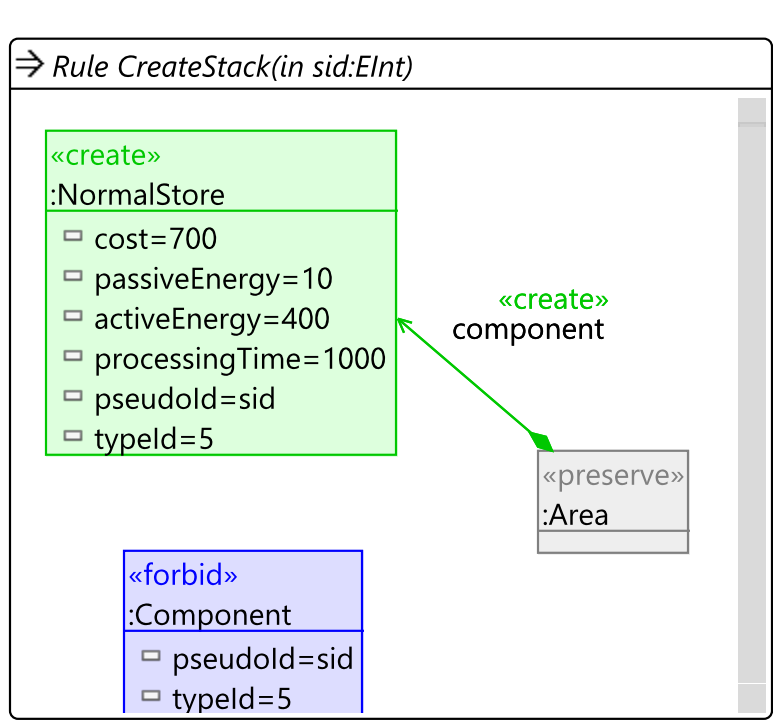 Rule CreateStack(in sid:EInt)
«create»
:NormalStore
cost=700
passiveEnergy=10
activeEnergy=400
processingTime=1000
pseudoId=sid
typeId=5
«create»
component
«preserve»
:Area
«forbid»
:Component
pseudoId=sid
typeId=5